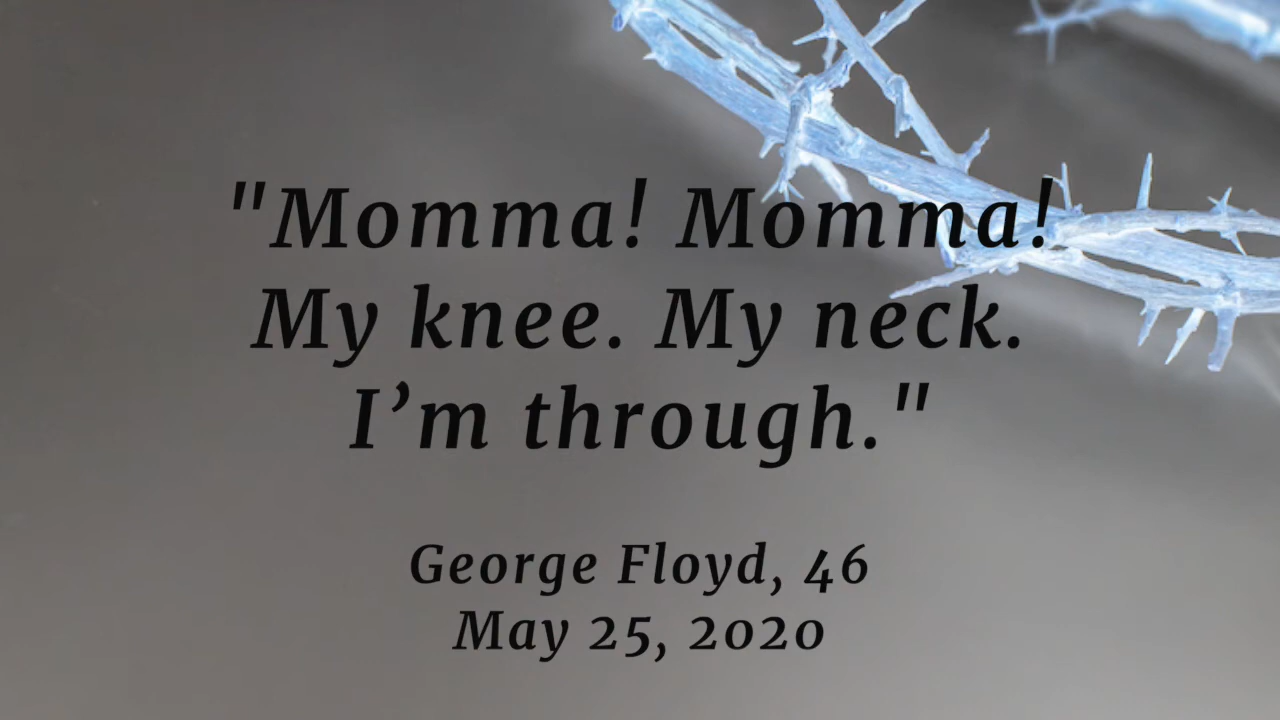 "Momma! Momma!
My knee. My neck.
I’m through."
George Floyd, 46
May 25, 2020